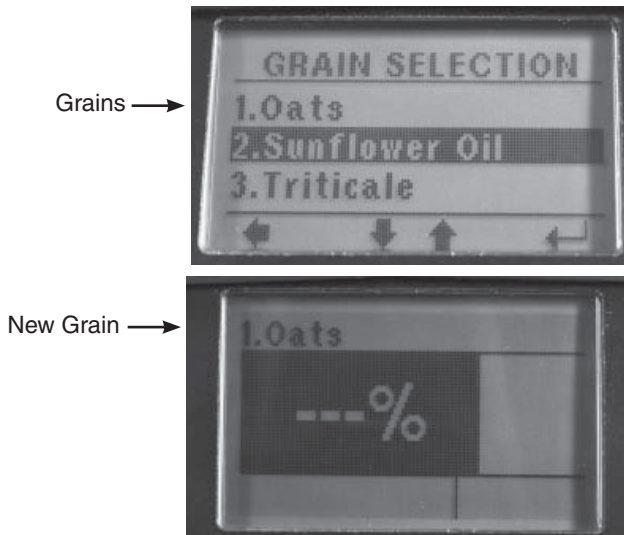 GRAIN SELECTION
Grains
1.Oats
2.Sunflower Oil
3.Triticale
New Grain
1.Oats
---%